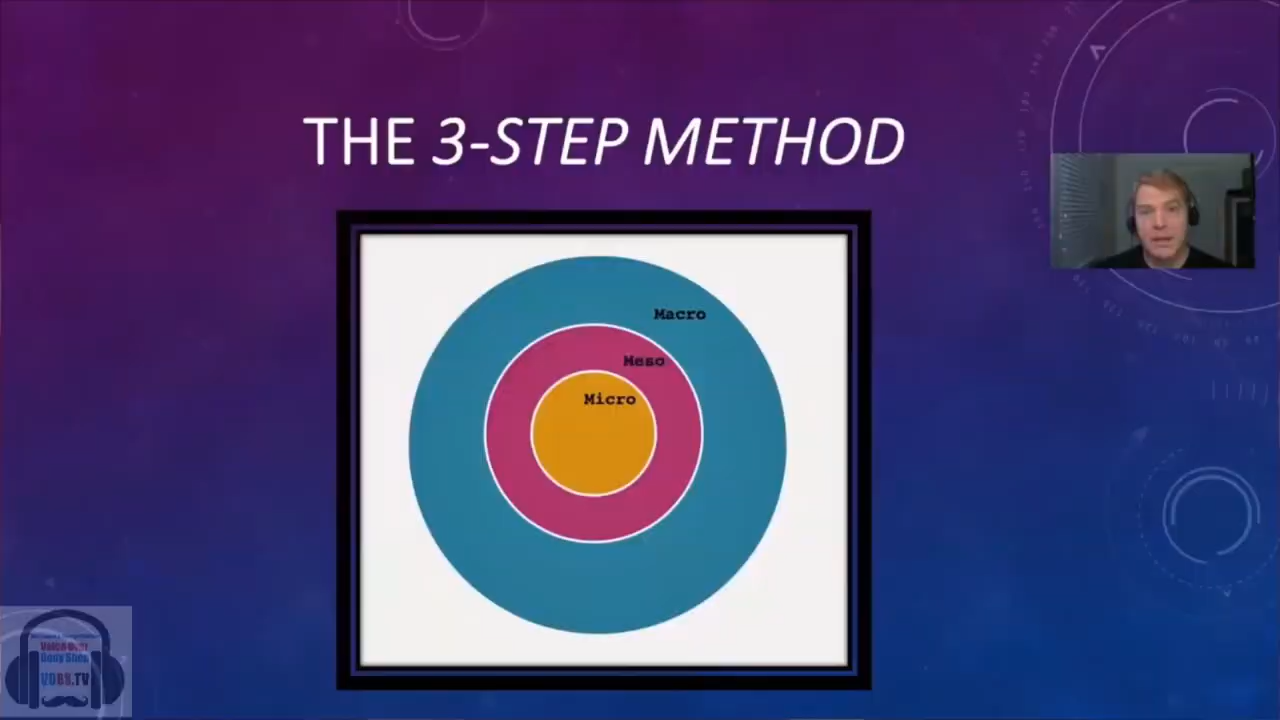 THE 3-STEP METHOD
Macro
Meso
Micro
Voice Over
Body Shop
VOBS.TV